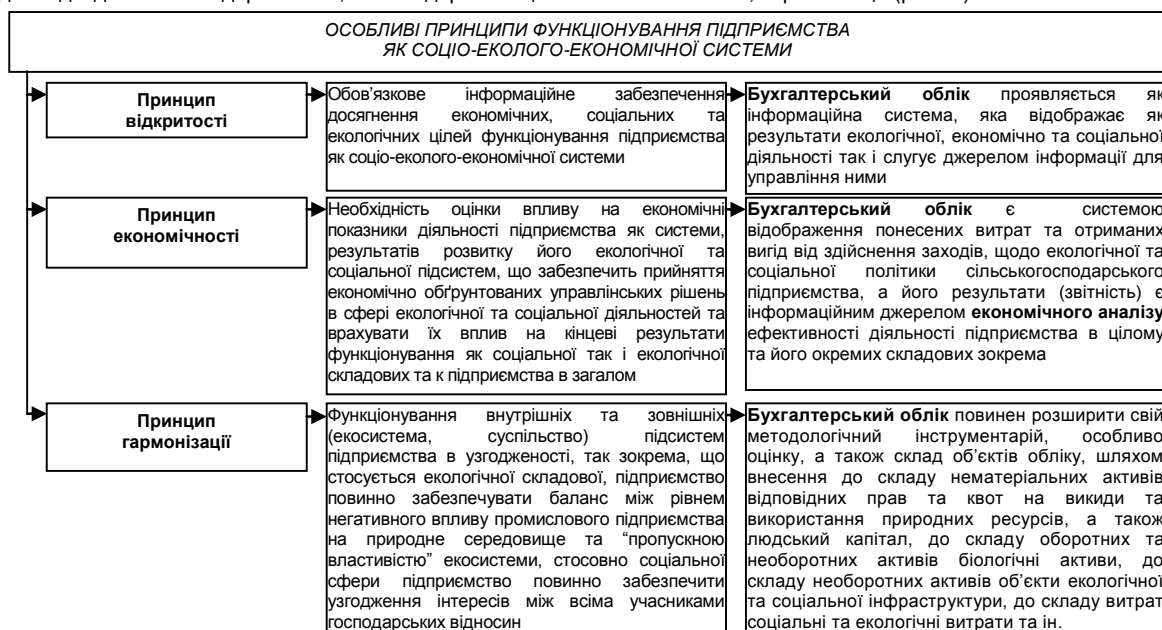 ОСОБЛИВІ ПРИНЦИПИ ФУНКЦІОНУВАННЯ ПІДПРИЄМСТВА
ЯК СОЦІО-ЕКОЛОГО-ЕКОНОМІЧНОЇ СИСТЕМИ
Принцип
відкритості
Обов’язкове інформаційне забезпечення
досягнення економічних, соціальних та
екологічних цілей функціонування підприємства
як соціо-еколого-економічної системи
Бухгалтерський облік проявляється як
інформаційна система, яка відображає як
результати екологічної, економічно та соціальної
діяльності так і слугує джерелом інформації для
управління ними
Принцип
економічності
Необхідність оцінки впливу на економічні
показники діяльності підприємства як системи,
результатів розвитку його екологічної та
соціальної підсистем, що забезпечить прийняття
економічно обґрунтованих управлінських рішень
в сфері екологічної та соціальної діяльностей та
врахувати їх вплив на кінцеві результати
функціонування як соціальної так і екологічної
складових та к підприємства в загалом
Бухгалтерський облік є системою
відображення понесених витрат та отриманих
вигід від здійснення заходів, щодо екологічної та
соціальної політики сільськогосподарського
підприємства, а його результати (звітність) є
інформаційним джерелом економічного аналізу
ефективності діяльності підприємства в цілому
та його окремих складових зокрема
Принцип
гармонізації
Функціонування внутрішніх та зовнішніх
(екосистема, суспільство) підсистем
підприємства в узгодженості, так зокрема, що
стосується екологічної складової, підприємство
повинно забезпечувати баланс між рівнем
негативного впливу промислового підприємства
на природне середовище та “пропускною
властивістю” екосистеми, стосовно соціальної
сфери підприємство повинно забезпечити
узгодження інтересів між всіма учасниками
господарських відносин
Бухгалтерський облік повинен розширити свій
методологічний інструментарій, особливо
оцінку, а також склад об’єктів обліку, шляхом
внесення до складу нематеріальних активів
відповідних прав та квот на викиди та
використання природних ресурсів, а також
людський капітал, до складу оборотних та
необоротних активів біологічні активи, до
складу необоротних активів об’єкти екологічної
та соціальної інфраструктури, до складу витрат
соціальні та екологічні витрати та ін.